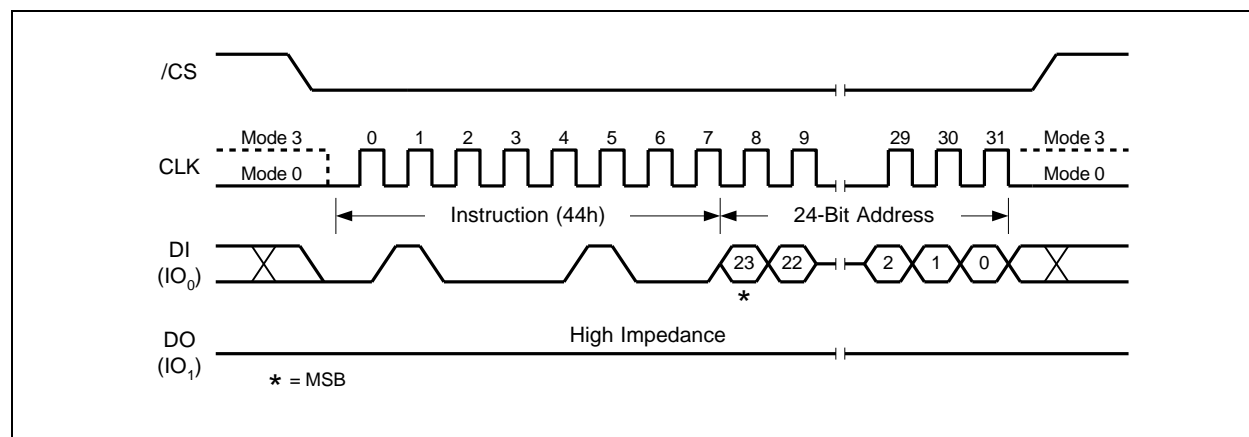 /CS
Mode 3 0 1 2 3 4 5 6 7 8 9 29 30 31 Mode 3
CLK
Mode 0 Mode 0
Instruction (44h) 24-Bit Address
DI
(IO0)
23 22 2 1 0
*
DO
(IO1)
High Impedance
* = MSB